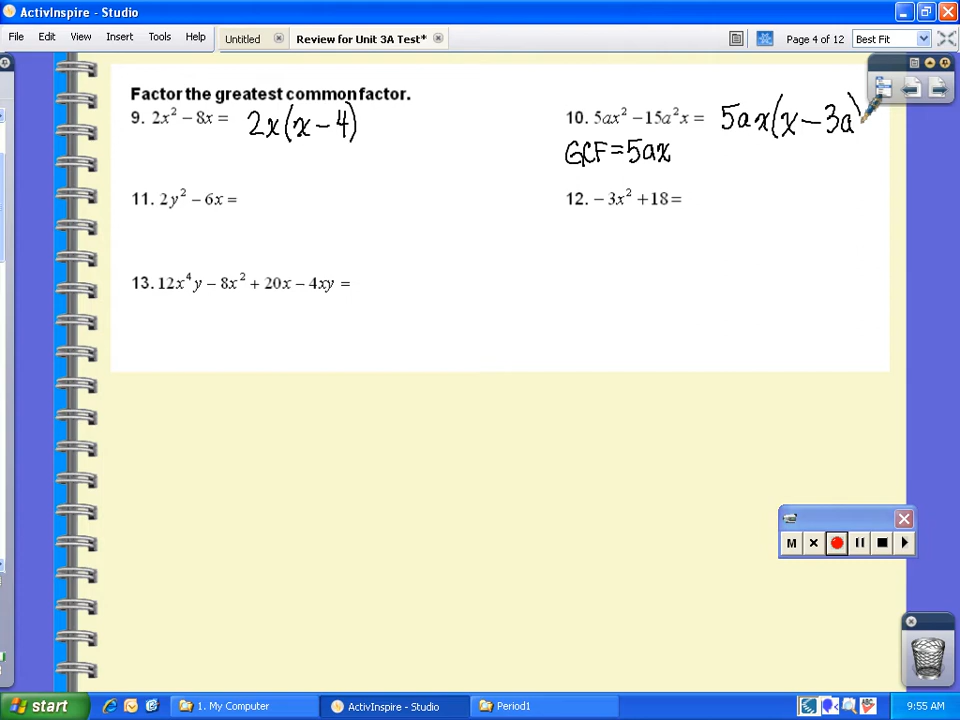 ActivInspire - Studio
File Edit View Insert Tools Help Untitled Review for Unit 3A Test* Page 4 of 12 Best Fit
Factor the greatest common factor.
9. 2x² − 8x = 2x(x − 4)
10. 5ax² − 15a²x = 5ax(x − 3a)
GCF = 5ax
11. 2y² − 6x =
12. − 3x² + 18 =
13. 12x⁴y − 8x² + 20x − 4xy =
M
start 1. My Computer ActivInspire - Studio Period1 9:55 AM